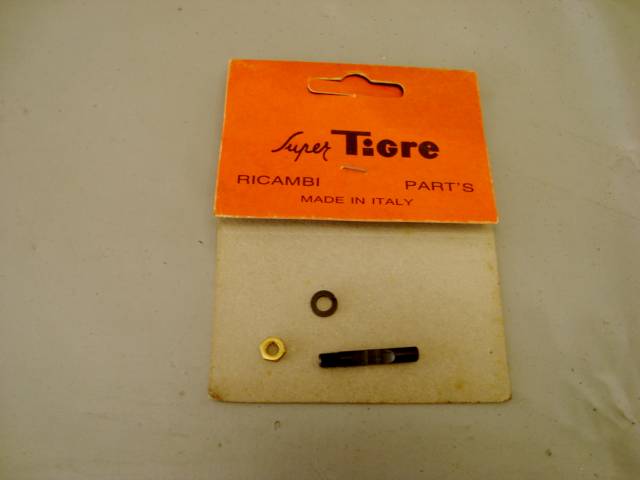 Super Tigre
RICAMBI PART'S
MADE IN ITALY